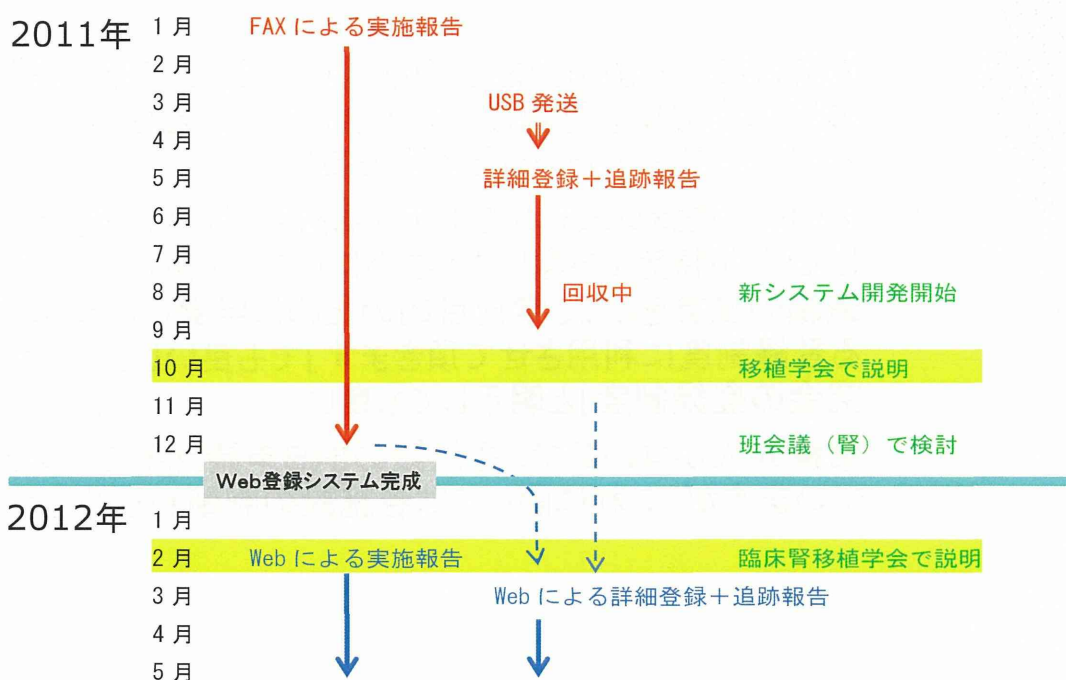 2011年
1月 FAXによる実施報告
2月
3月 USB発送
4月
5月 詳細登録＋追跡報告
6月
7月
8月 回収中 新システム開発開始
9月
10月 移植学会で説明
11月
12月 班会議（腎）で検討
Web登録システム完成
2012年
1月
2月 Webによる実施報告 臨床腎移植学会で説明
3月 Webによる詳細登録＋追跡報告
4月
5月